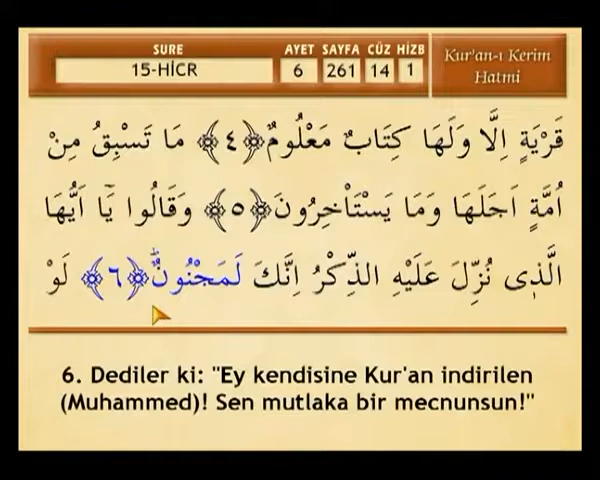 SURE AYET SAYFA CÜZ HİZB
15-HİCR 6 261 14 1
Kur'an-ı Kerim
Hatmi
قَرْيَةٍ اِلَّا وَلَهَا كِتَابٌ مَعْلُومٌ ﴿٤﴾ مَا تَسْبِقُ مِنْ
اُمَّةٍ اَجَلَهَا وَمَا يَسْتَأْخِرُونَ ﴿٥﴾ وَقَالُوا يَٓا اَيُّهَا
الَّذٖى نُزِّلَ عَلَيْهِ الذِّكْرُ اِنَّكَ لَمَجْنُونٌۜ ﴿٦﴾ لَوْ
6. Dediler ki: "Ey kendisine Kur'an indirilen
(Muhammed)! Sen mutlaka bir mecnunsun!"